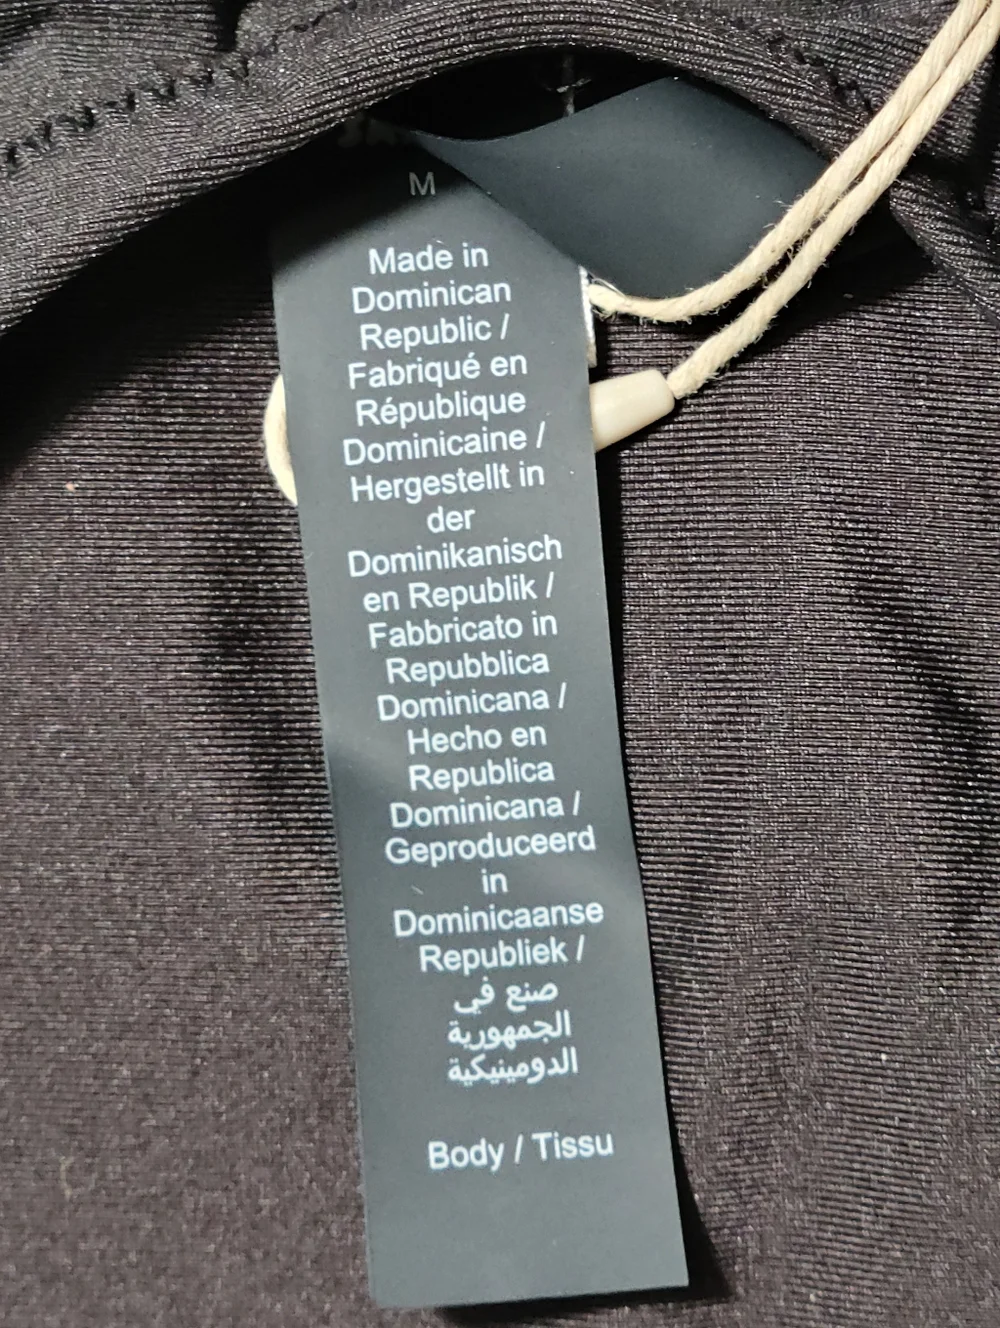 M
Made in
Dominican
Republic /
Fabriqué en
République
Dominicaine /
Hergestellt in
der
Dominikanisch
en Republik /
Fabbricato in
Repubblica
Dominicana /
Hecho en
Republica
Dominicana /
Geproduceerd
in
Dominicaanse
Republiek /
صنع في
الجمهورية
الدومينيكية
Body / Tissu